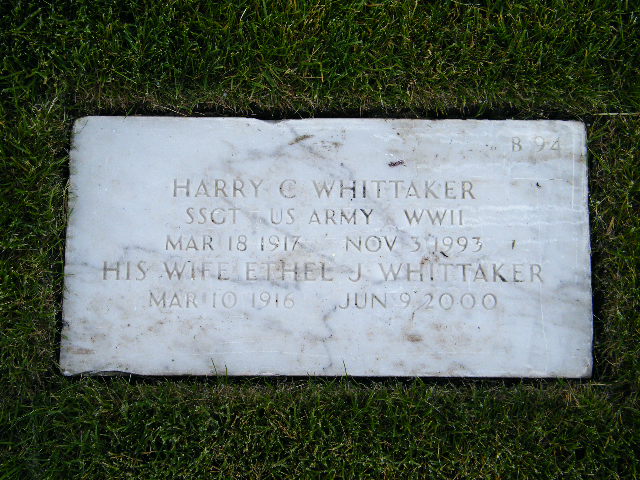 B 94
HARRY C WHITTAKER
SSGT US ARMY WWII
MAR 18 1917 NOV 3 1993
HIS WIFE ETHEL J WHITTAKER
MAR 10 1916 JUN 9 2000